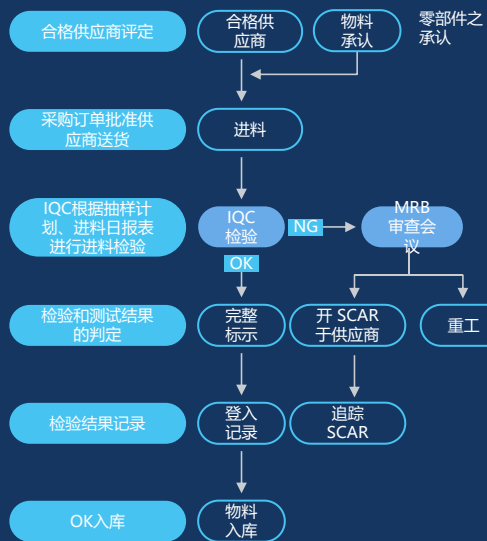 合格供应商评定
合格供
应商
物料
承认
零部件之
承认
采购订单批准供
应商送货
进料
IQC根据抽样计
划、进料日报表
进行进料检验
IQC
检验
NG
MRB
审查会
议
OK
检验和测试结果
的判定
完整
标示
开 SCAR
于供应商
重工
检验结果记录
登入
记录
追踪
SCAR
OK入库
物料
入库